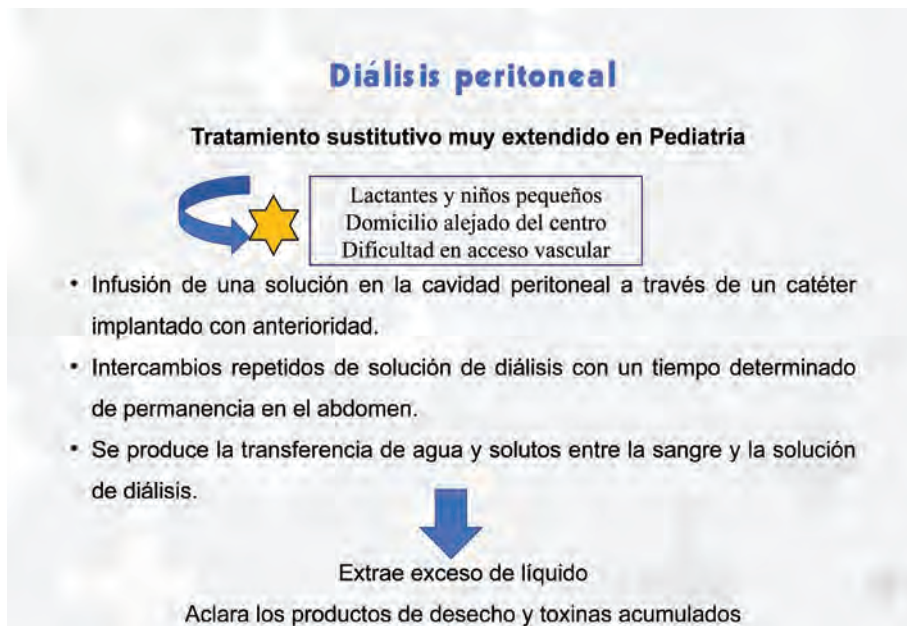 Diálisis peritoneal
Tratamiento sustitutivo muy extendido en Pediatría
Lactantes y niños pequeños
Domicilio alejado del centro
Dificultad en acceso vascular
• Infusión de una solución en la cavidad peritoneal a través de un catéter
implantado con anterioridad.
• Intercambios repetidos de solución de diálisis con un tiempo determinado
de permanencia en el abdomen.
• Se produce la transferencia de agua y solutos entre la sangre y la solución
de diálisis.
Extrae exceso de líquido
Aclara los productos de desecho y toxinas acumulados